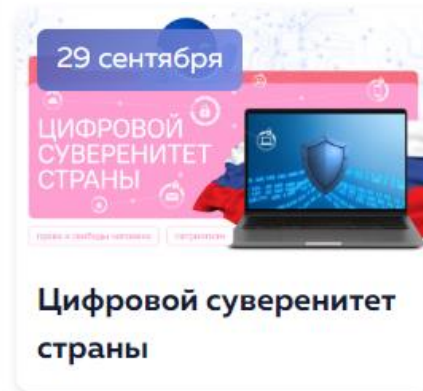 29 сентября
ЦИФРОВОЙ
СУВЕРЕНИТЕТ
СТРАНЫ
права и свободы человека
патриотизм
Цифровой суверенитет
страны